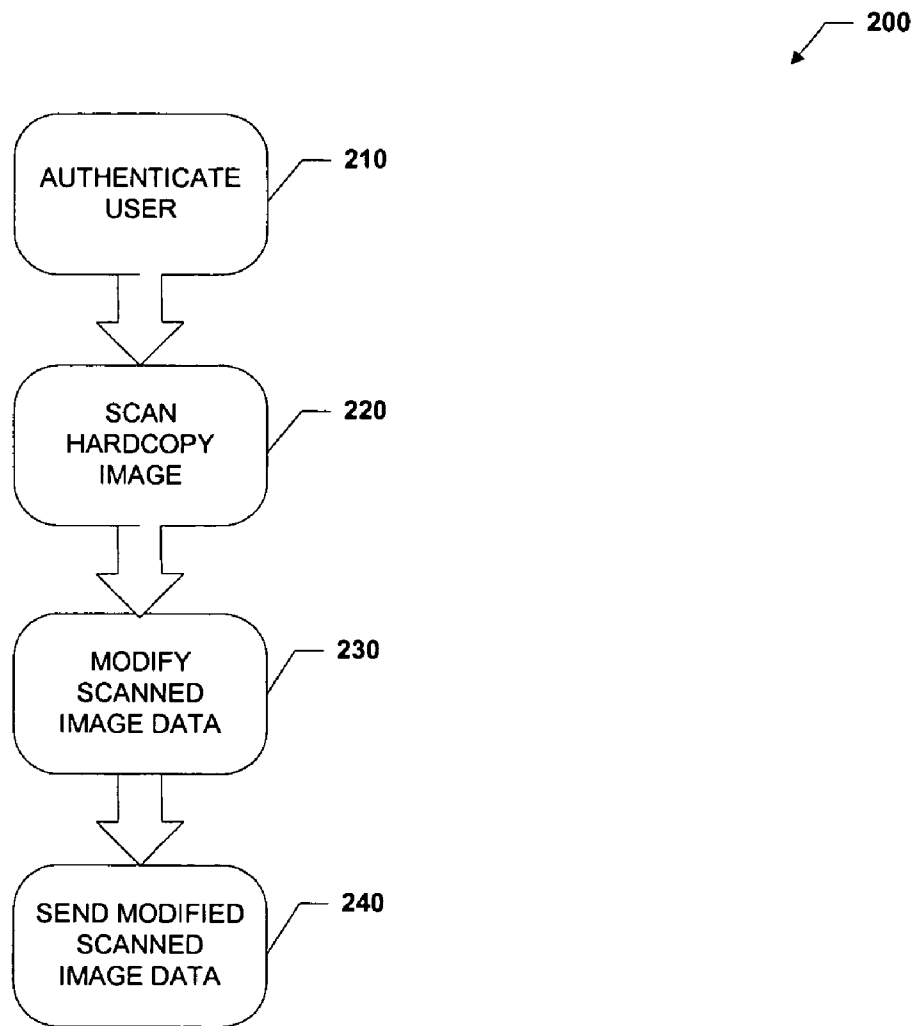 200
AUTHENTICATE
USER
210
SCAN
HARDCOPY
IMAGE
220
MODIFY
SCANNED
IMAGE DATA
230
SEND MODIFIED
SCANNED
IMAGE DATA
240